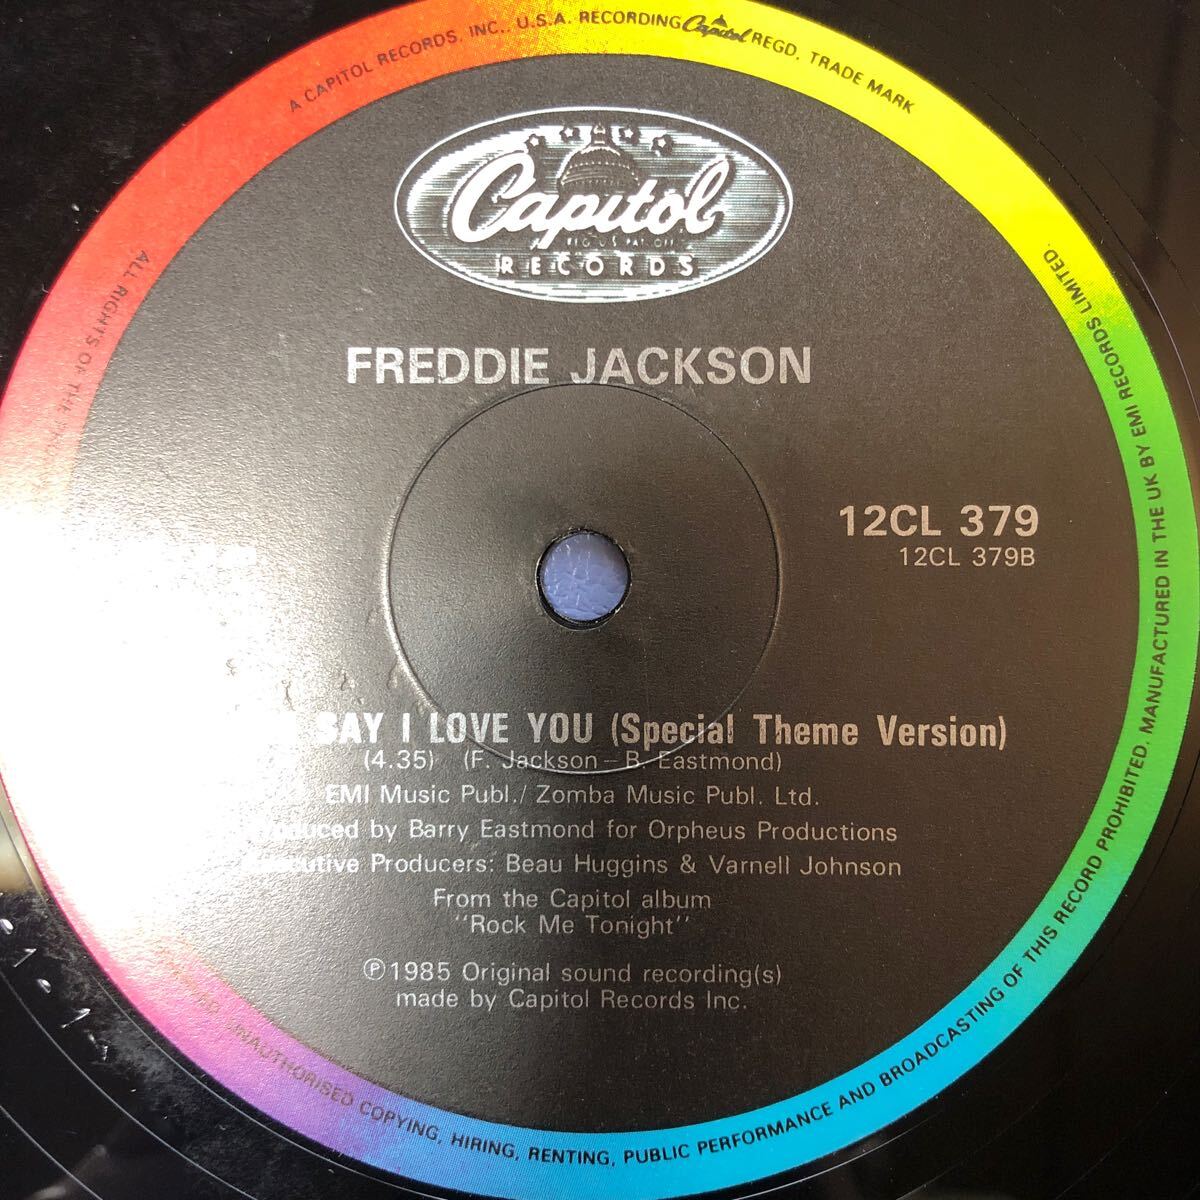 A CAPITOL RECORDS, INC., U.S.A. RECORDING Capitol REGD. TRADE MARK
Capitol
REG. U.S. PAT. OFF.
RECORDS
FREDDIE JACKSON
12CL 379
12CL 379B
SAY I LOVE YOU (Special Theme Version)
(4.35) (F. Jackson – B. Eastmond)
EMI Music Publ./ Zomba Music Publ. Ltd.
Produced by Barry Eastmond for Orpheus Productions
Executive Producers: Beau Huggins & Varnell Johnson
From the Capitol album
"Rock Me Tonight"
℗ 1985 Original sound recording(s)
made by Capitol Records Inc.
MANUFACTURED IN THE UK BY EMI RECORDS LIMITED.
ALL RIGHTS OF THE
UNAUTHORISED COPYING, HIRING, RENTING, PUBLIC PERFORMANCE AND BROADCASTING OF THIS RECORD PROHIBITED.